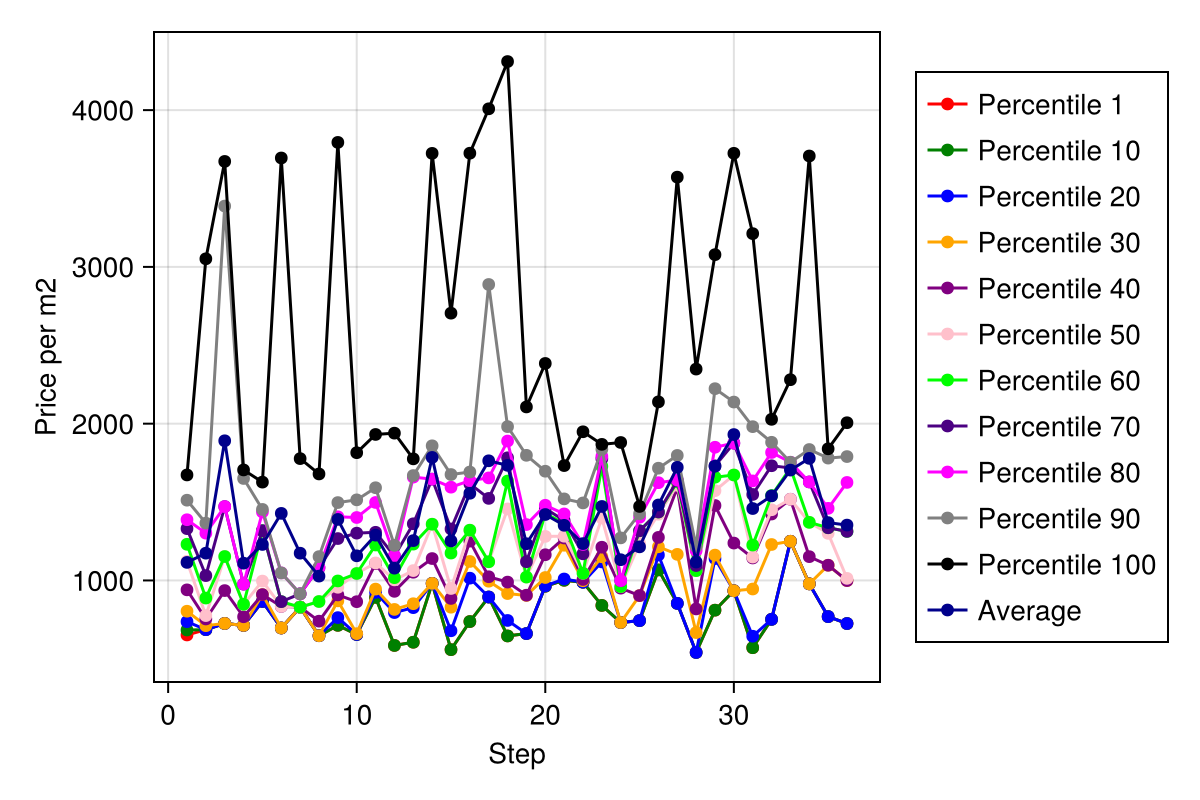 4000
3000
2000
1000
Price per m2
0 10 20 30
Step
Percentile 1
Percentile 10
Percentile 20
Percentile 30
Percentile 40
Percentile 50
Percentile 60
Percentile 70
Percentile 80
Percentile 90
Percentile 100
Average